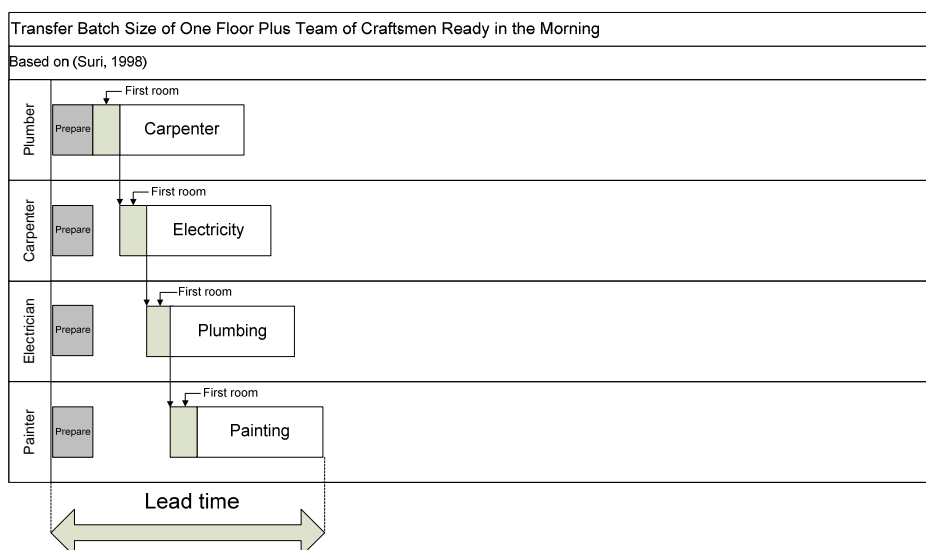 Transfer Batch Size of One Floor Plus Team of Craftsmen Ready in the Morning
Based on (Suri, 1998)
Plumber
Prepare
First room
Carpenter
Carpenter
Prepare
First room
Electricity
Electrician
Prepare
First room
Plumbing
Painter
Prepare
First room
Painting
Lead time